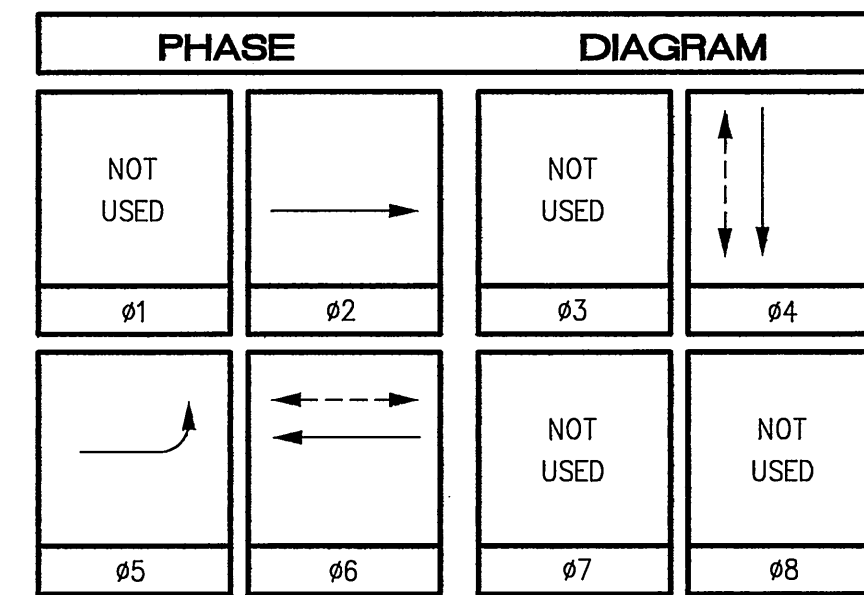 PHASE DIAGRAM
NOT
USED
ø1
ø2
NOT
USED
ø3
ø4
ø5
ø6
NOT
USED
ø7
NOT
USED
ø8